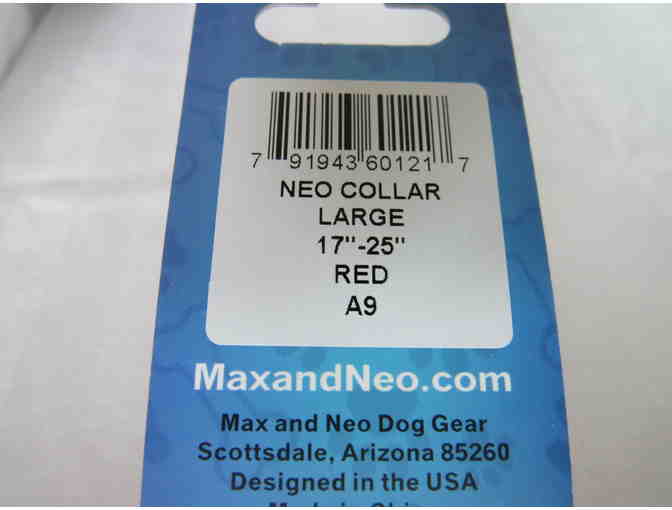 7 91943 60121 7
NEO COLLAR
LARGE
17"-25"
RED
A9
MaxandNeo.com
Max and Neo Dog Gear
Scottsdale, Arizona 85260
Designed in the USA